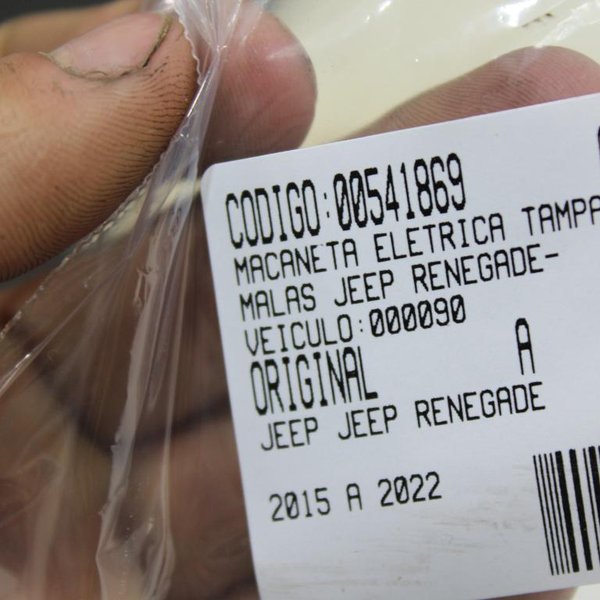 CODIGO:00541869
MACANETA ELETRICA TAMPA
MALAS JEEP RENEGADE-
VEICULO:000090
ORIGINAL A
JEEP JEEP RENEGADE
2015 A 2022